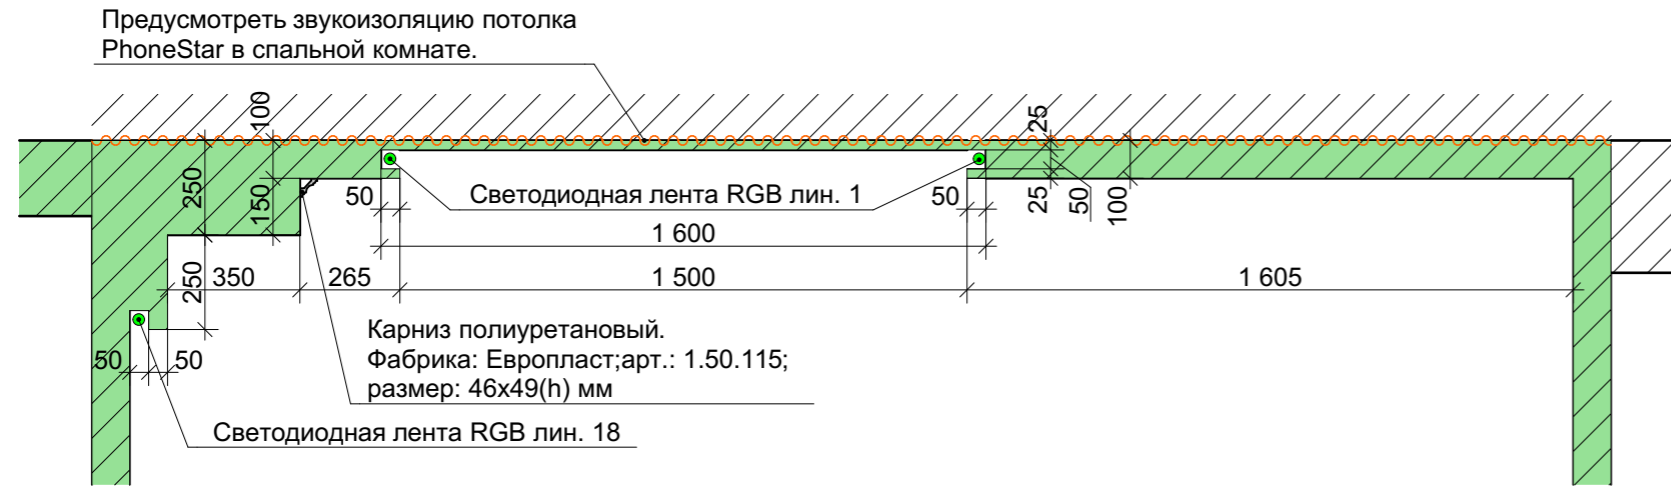 Предусмотреть звукоизоляцию потолка
PhoneStar в спальной комнате.
100
25
250
150
50
Светодиодная лента RGB лин. 1
50
25
50
100
1 600
250
350
265
1 500
1 605
Карниз полиуретановый.
Фабрика: Европласт;арт.: 1.50.115;
размер: 46х49(h) мм
50
50
Светодиодная лента RGB лин. 18